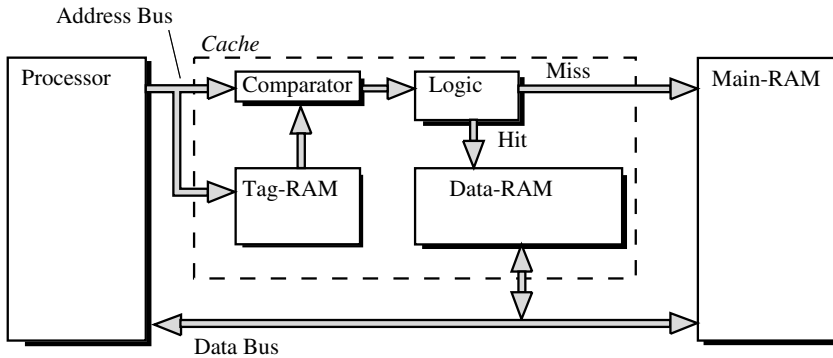 Address Bus
Cache
Processor
Comparator
Logic
Miss
Main-RAM
Hit
Tag-RAM
Data-RAM
Data Bus